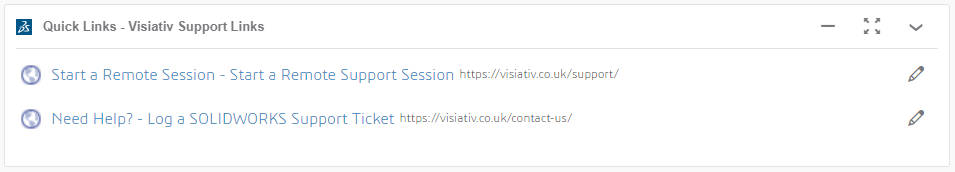 Quick Links - Visiativ Support Links
Start a Remote Session - Start a Remote Support Session https://visiativ.co.uk/support/
Need Help? - Log a SOLIDWORKS Support Ticket https://visiativ.co.uk/contact-us/